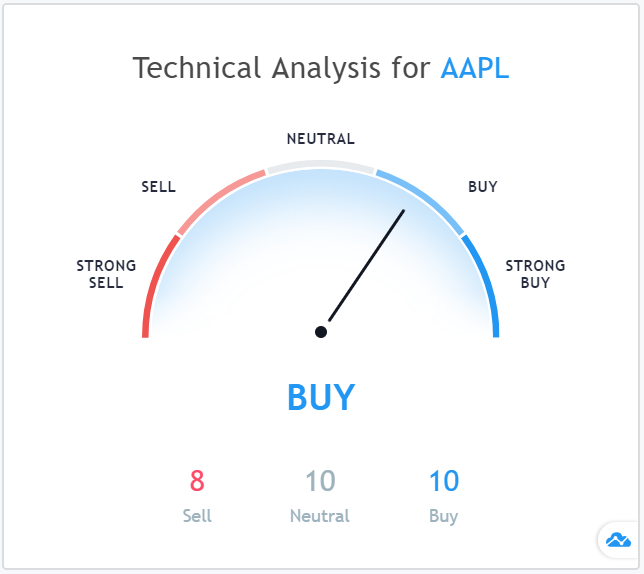 Technical Analysis for AAPL
NEUTRAL
SELL
BUY
STRONG
SELL
STRONG
BUY
BUY
8
10
10
Sell
Neutral
Buy